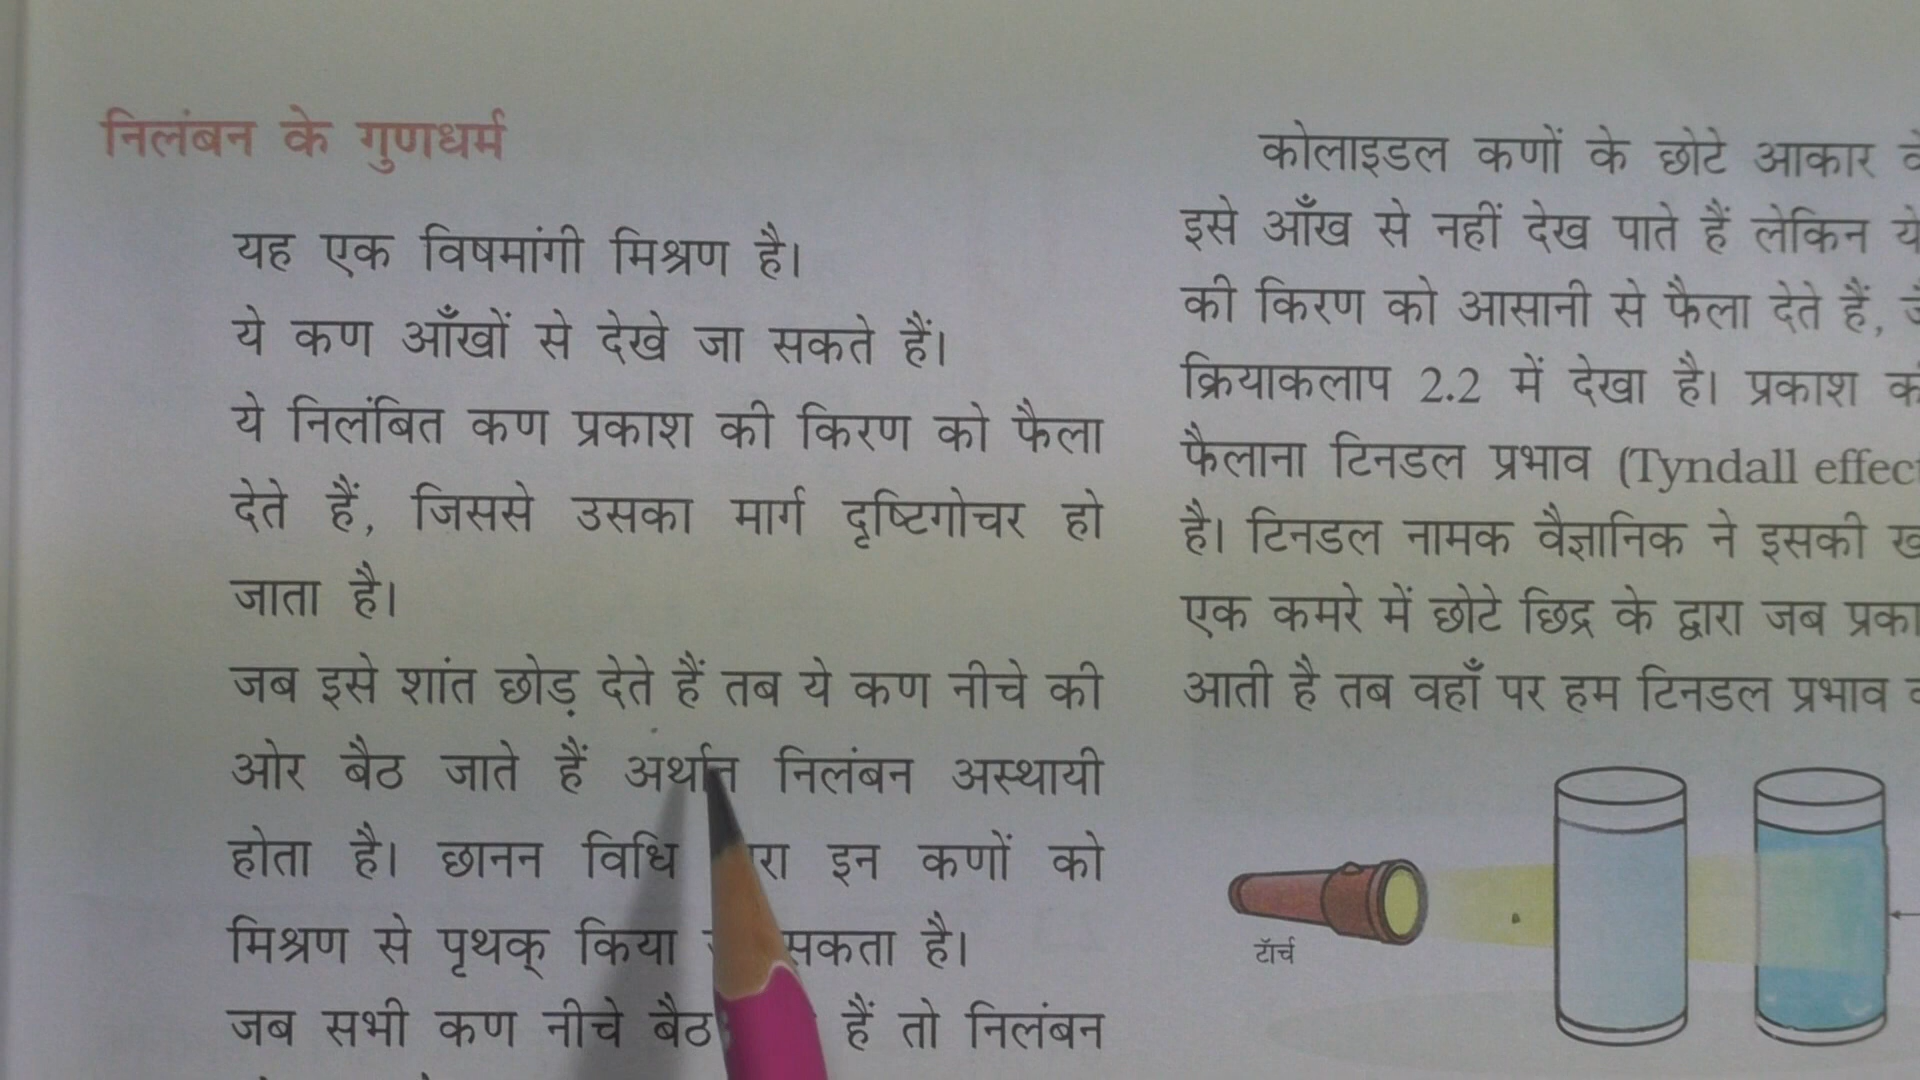 निलंबन के गुणधर्म
यह एक विषमांगी मिश्रण है।
ये कण आँखों से देखे जा सकते हैं।
ये निलंबित कण प्रकाश की किरण को फैला
देते हैं, जिससे उसका मार्ग दृष्टिगोचर हो
जाता है।
जब इसे शांत छोड़ देते हैं तब ये कण नीचे की
ओर बैठ जाते हैं अर्थात निलंबन अस्थायी
होता है। छानन विधि इन कणों को
मिश्रण से पृथक् किया सकता है।
जब सभी कण नीचे बैठ हैं तो निलंबन
कोलाइडल कणों के छोटे आकार
इसे आँख से नहीं देख पाते हैं लेकिन ये
की किरण को आसानी से फैला देते हैं,
क्रियाकलाप 2.2 में देखा है। प्रकाश
फैलाना टिनडल प्रभाव (Tyndall effect
है। टिनडल नामक वैज्ञानिक ने इसकी
एक कमरे में छोटे छिद्र के द्वारा जब
आती है तब वहाँ पर हम टिनडल प्रभाव
टॉर्च